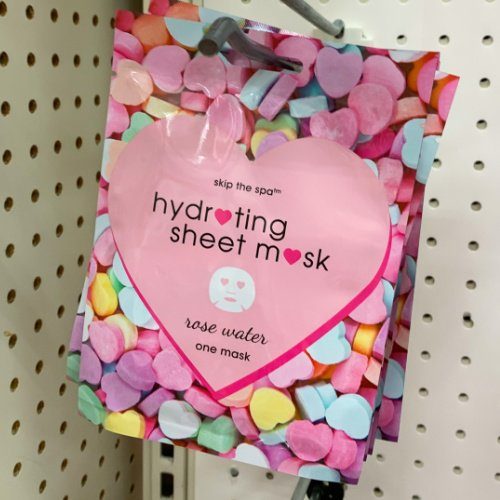 skip the spa™
hydrating
sheet mask
rose water
one mask